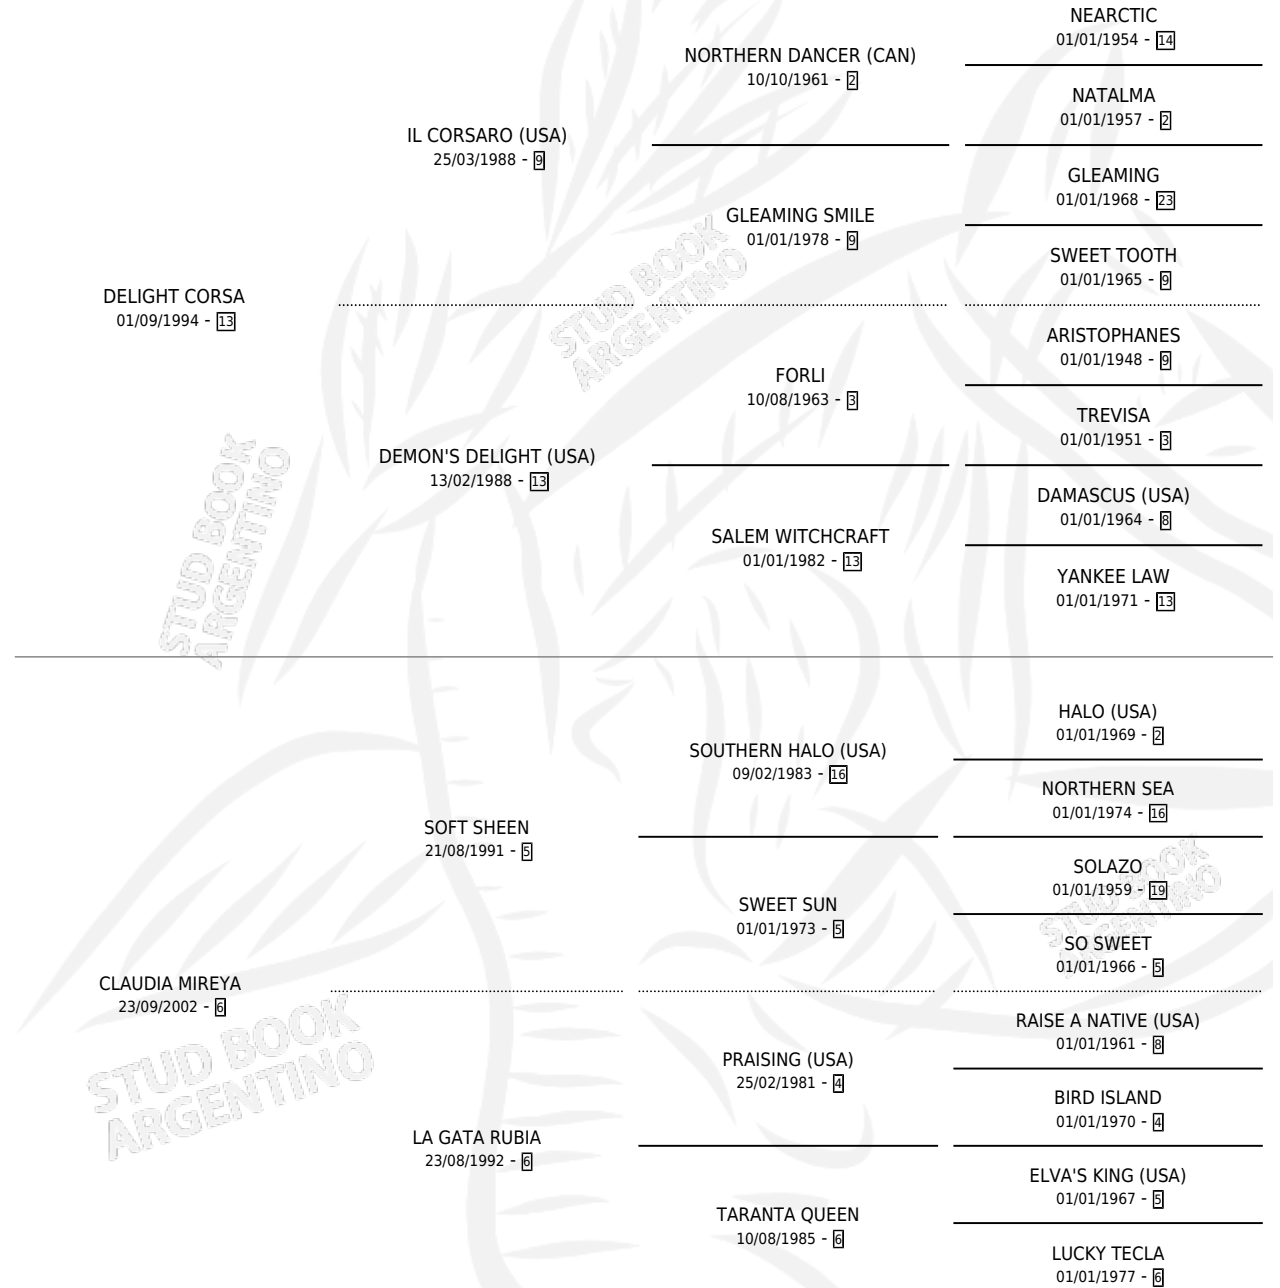 NEARCTIC
01/01/1954 - 14
NORTHERN DANCER (CAN)
10/10/1961 - 2
NATALMA
01/01/1957 - 2
IL CORSARO (USA)
25/03/1988 - 9
GLEAMING
01/01/1968 - 23
GLEAMING SMILE
01/01/1978 - 9
SWEET TOOTH
01/01/1965 - 9
STUD BOOK
ARGENTINO
DELIGHT CORSA
01/09/1994 - 13
ARISTOPHANES
01/01/1948 - 9
FORLI
10/08/1963 - 3
TREVISA
01/01/1951 - 3
DEMON'S DELIGHT (USA)
13/02/1988 - 13
DAMASCUS (USA)
01/01/1964 - 8
SALEM WITCHCRAFT
01/01/1982 - 13
YANKEE LAW
01/01/1971 - 13
STUD BOOK
ARGENTINO
HALO (USA)
01/01/1969 - 2
SOUTHERN HALO (USA)
09/02/1983 - 16
NORTHERN SEA
01/01/1974 - 16
SOFT SHEEN
21/08/1991 - 5
SOLAZO
01/01/1959 - 19
SWEET SUN
01/01/1973 - 5
SO SWEET
01/01/1966 - 5
STUD BOOK
ARGENTINO
CLAUDIA MIREYA
23/09/2002 - 6
RAISE A NATIVE (USA)
01/01/1961 - 8
PRAISING (USA)
25/02/1981 - 4
BIRD ISLAND
01/01/1970 - 4
STUD BOOK
ARGENTINO
LA GATA RUBIA
23/08/1992 - 6
ELVA'S KING (USA)
01/01/1967 - 5
TARANTA QUEEN
10/08/1985 - 6
LUCKY TECLA
01/01/1977 - 6